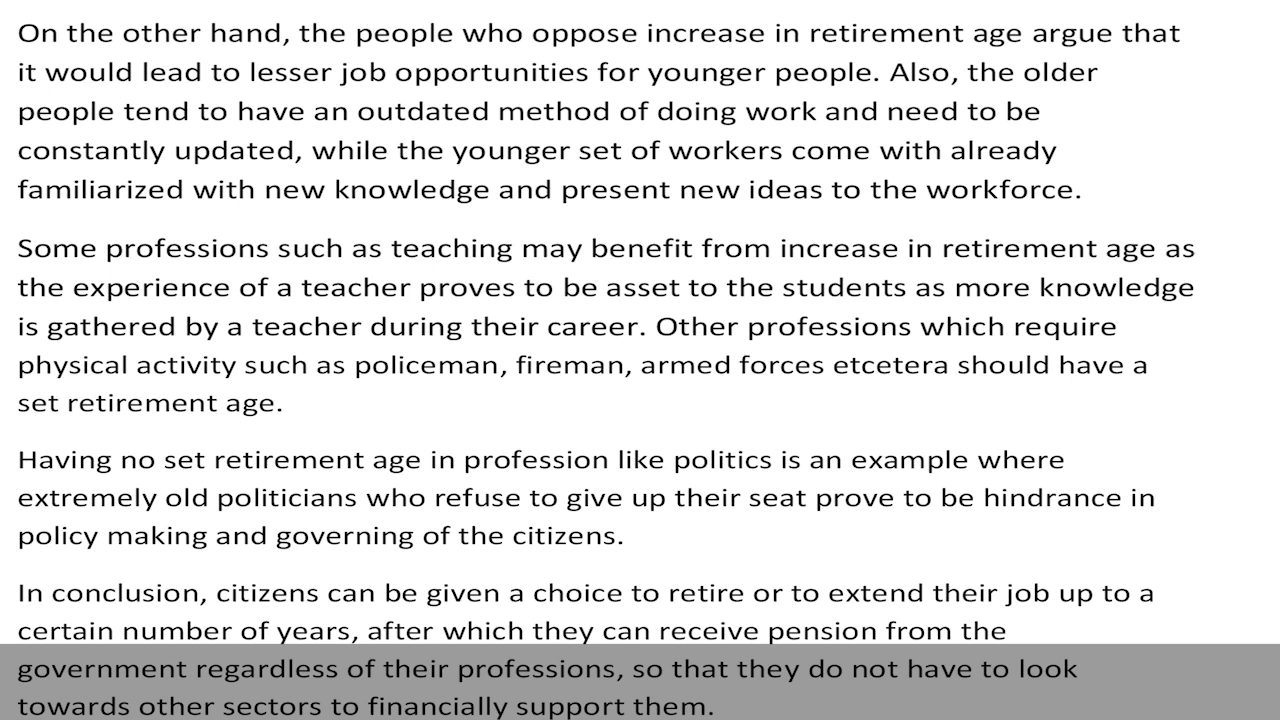 On the other hand, the people who oppose increase in retirement age argue that
it would lead to lesser job opportunities for younger people. Also, the older
people tend to have an outdated method of doing work and need to be
constantly updated, while the younger set of workers come with already
familiarized with new knowledge and present new ideas to the workforce.
Some professions such as teaching may benefit from increase in retirement age as
the experience of a teacher proves to be asset to the students as more knowledge
is gathered by a teacher during their career. Other professions which require
physical activity such as policeman, fireman, armed forces etcetera should have a
set retirement age.
Having no set retirement age in profession like politics is an example where
extremely old politicians who refuse to give up their seat prove to be hindrance in
policy making and governing of the citizens.
In conclusion, citizens can be given a choice to retire or to extend their job up to a
certain number of years, after which they can receive pension from the
government regardless of their professions, so that they do not have to look
towards other sectors to financially support them.